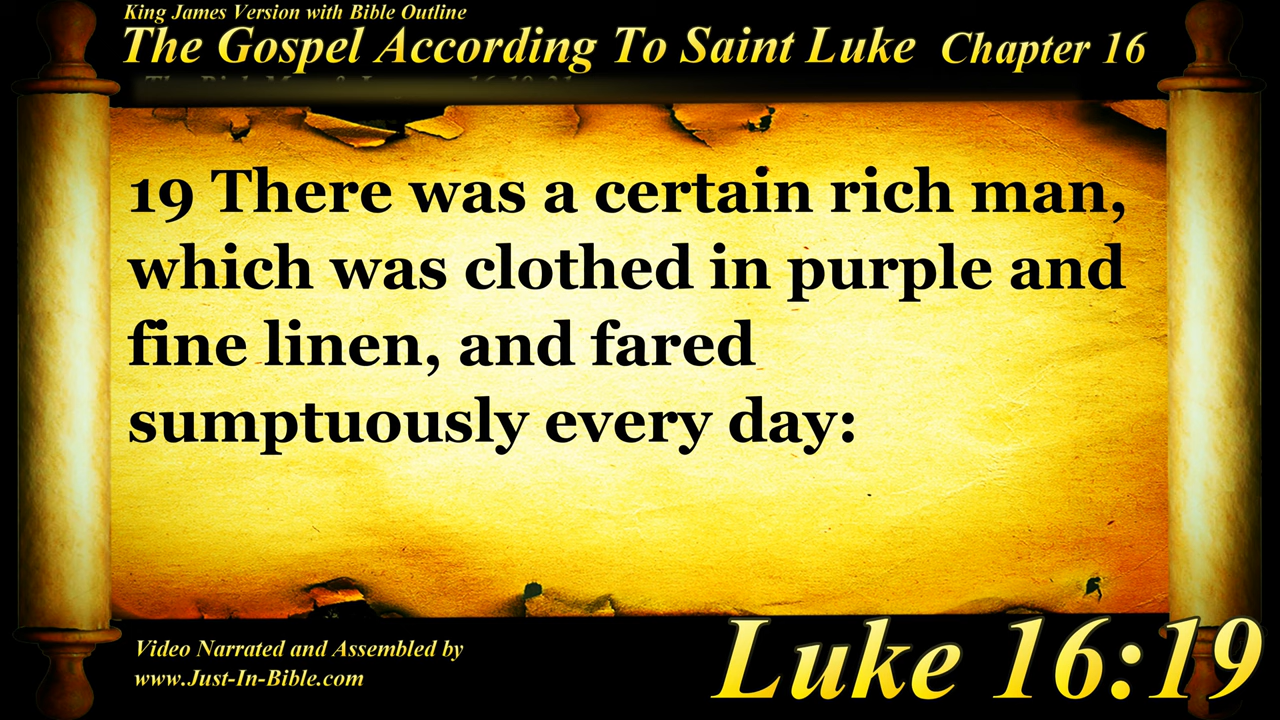 King James Version with Bible Outline
The Gospel According To Saint Luke Chapter 16
19 There was a certain rich man,
which was clothed in purple and
fine linen, and fared
sumptuously every day:
Video Narrated and Assembled by
www.Just-In-Bible.com
Luke 16:19